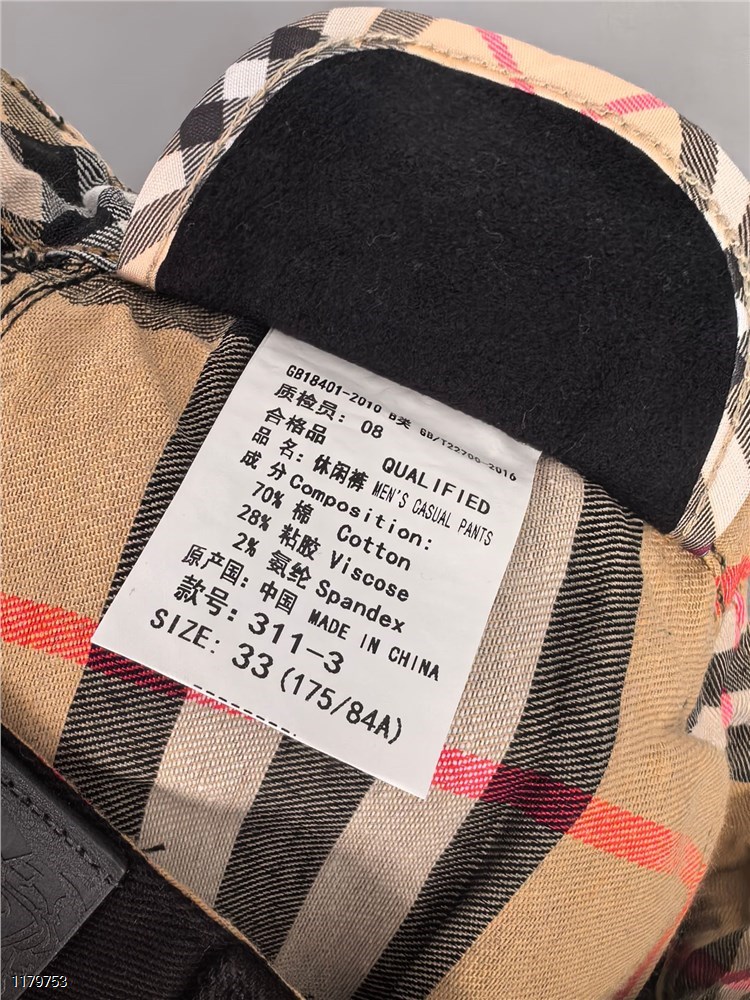 GB18401-2010 B类 GB/T22700-2016
质检员: 08
合格品 QUALIFIED
品 名: 休闲裤 MEN'S CASUAL PANTS
成 分 Composition:
70% 棉 Cotton
28% 粘胶 Viscose
2% 氨纶 Spandex
原产国: 中国 MADE IN CHINA
款号: 311-3
SIZE: 33 (175/84A)
1179753